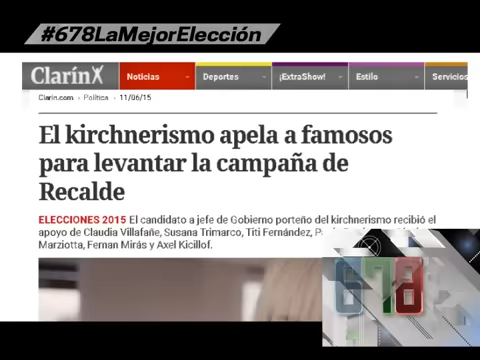 #678LaMejorElección
Clarín Noticias Deportes ¡ExtraShow! Estilo Servicios
Clarin.com Política 11/06/15
El kirchnerismo apela a famosos
para levantar la campaña de
Recalde
ELECCIONES 2015 El candidato a jefe de Gobierno porteño del kirchnerismo recibió el
apoyo de Claudia Villafañe, Susana Trimarco, Titi Fernández,
Marziotta, Fernan Mirás y Axel Kicillof.
678